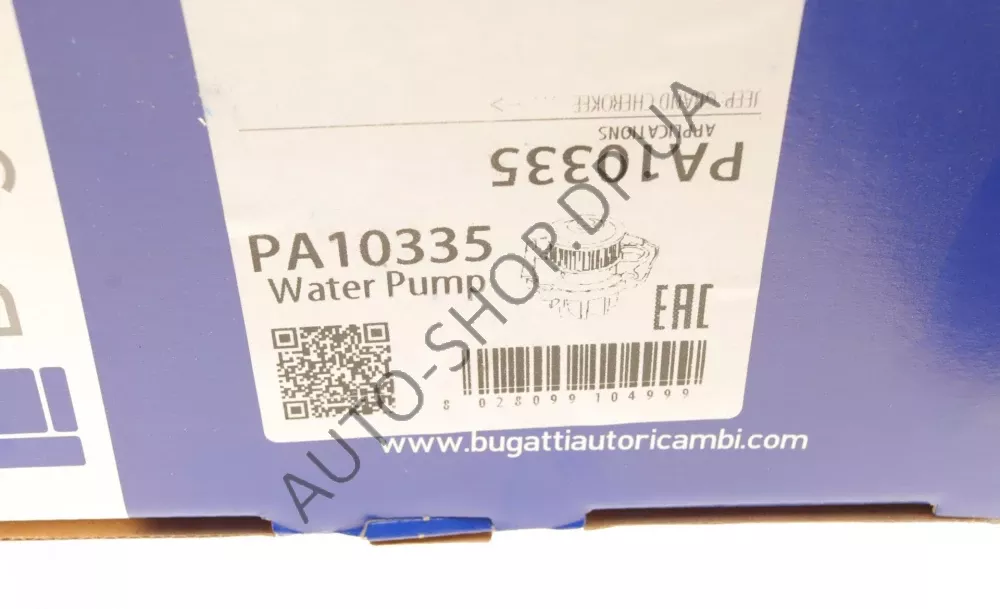 JEEP: GRAND CHEROKEE ---->
APPLICATIONS
PA10335
PA10335
Water Pump
EAC
8 028099 104999
www.bugattiautoricambi.com
AUTO-SHOP.DP.UA